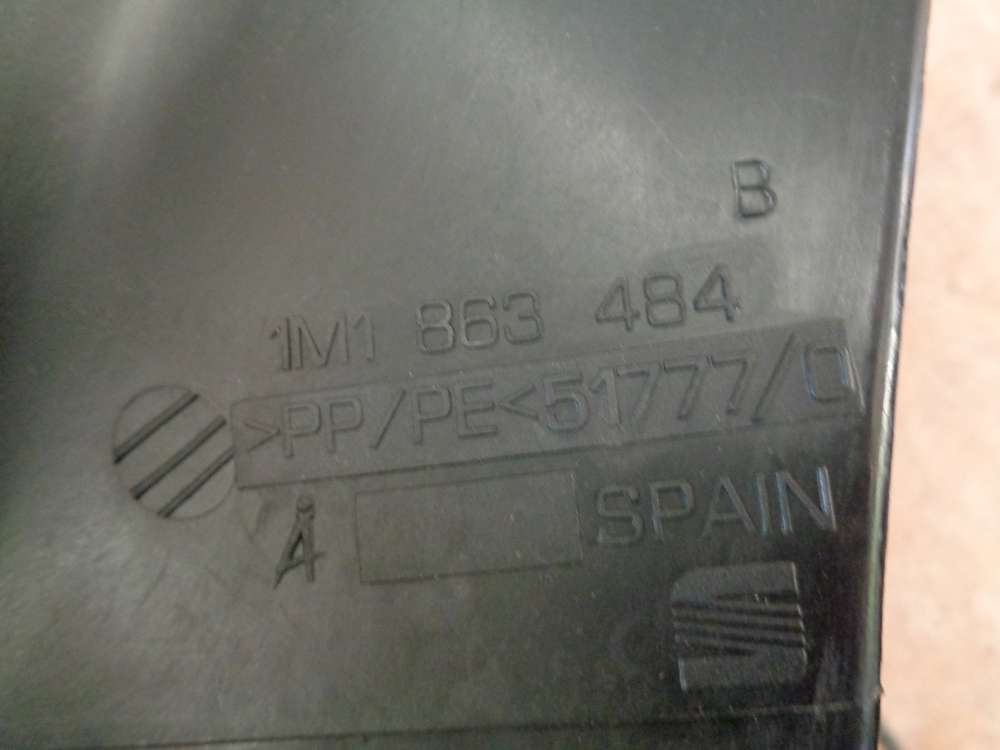 B
1M1 863 484
>PP/PE<51777/0
Å SPAIN